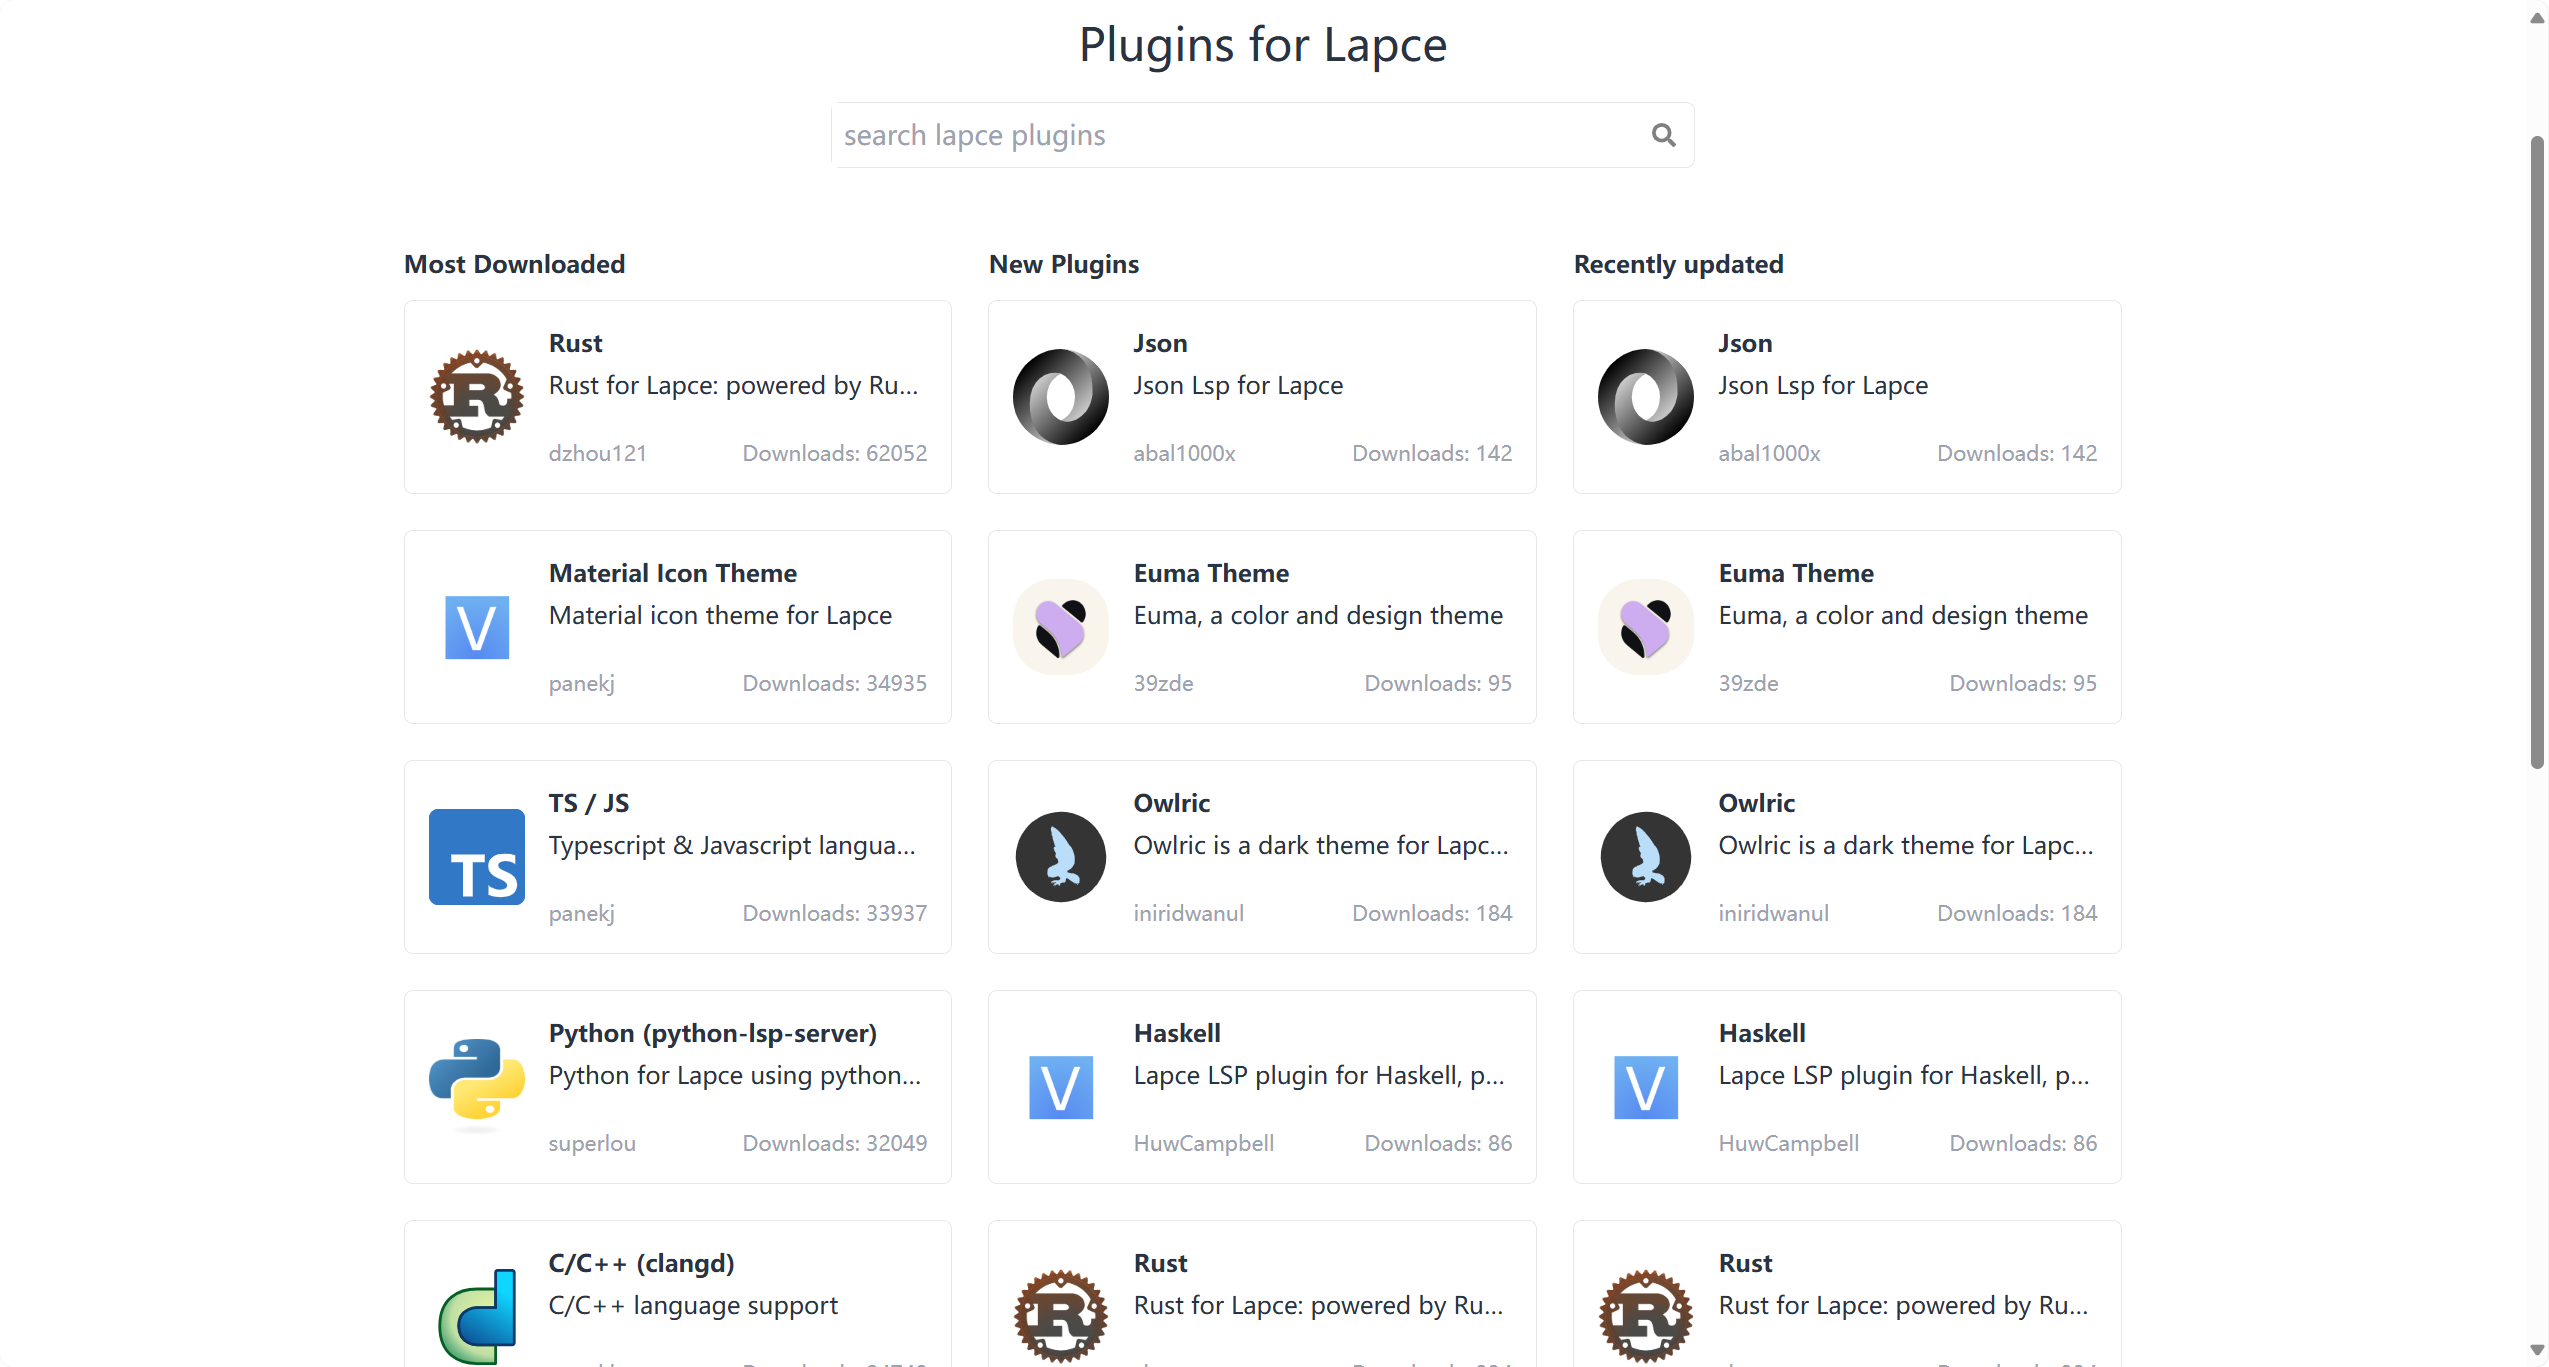 Plugins for Lapce
search lapce plugins
Most Downloaded
Rust
Rust for Lapce: powered by Ru...
dzhou121 Downloads: 62052
V
Material Icon Theme
Material icon theme for Lapce
panekj Downloads: 34935
TS
TS / JS
Typescript & Javascript langua...
panekj Downloads: 33937
Python (python-lsp-server)
Python for Lapce using python...
superlou Downloads: 32049
C/C++ (clangd)
C/C++ language support
New Plugins
Json
Json Lsp for Lapce
abal1000x Downloads: 142
Euma Theme
Euma, a color and design theme
39zde Downloads: 95
Owlric
Owlric is a dark theme for Lapc...
iniridwanul Downloads: 184
V
Haskell
Lapce LSP plugin for Haskell, p...
HuwCampbell Downloads: 86
R
Rust
Rust for Lapce: powered by Ru...
Recently updated
Json
Json Lsp for Lapce
abal1000x Downloads: 142
Euma Theme
Euma, a color and design theme
39zde Downloads: 95
Owlric
Owlric is a dark theme for Lapc...
iniridwanul Downloads: 184
V
Haskell
Lapce LSP plugin for Haskell, p...
HuwCampbell Downloads: 86
R
Rust
Rust for Lapce: powered by Ru...